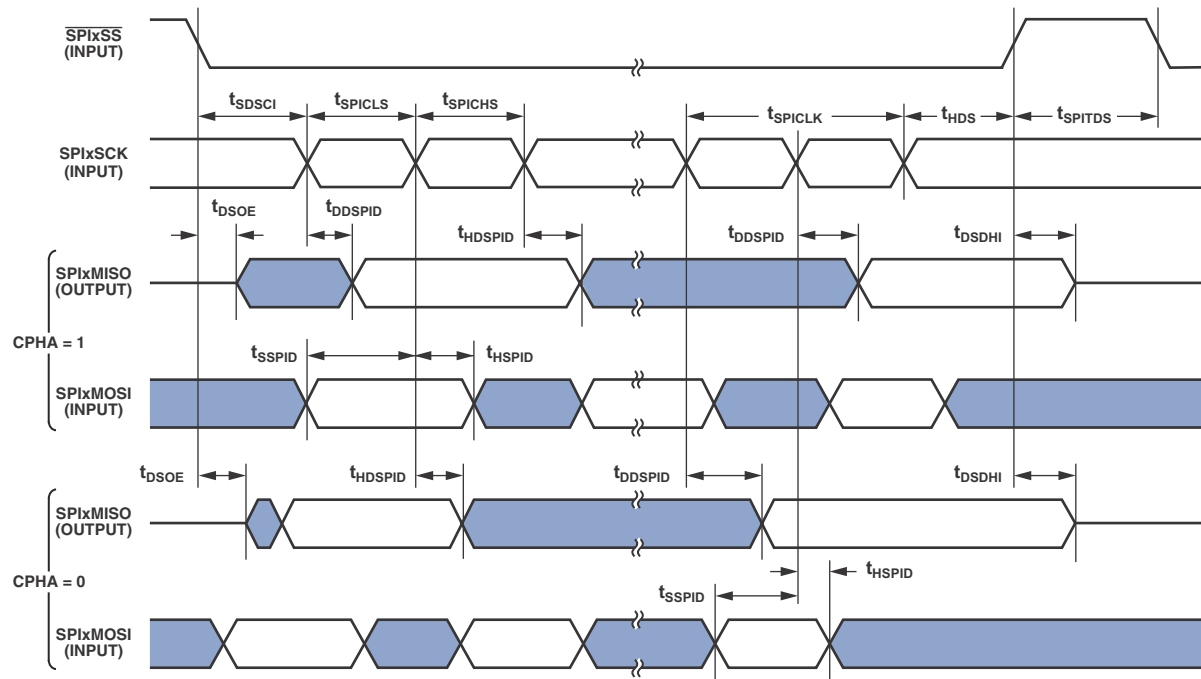 SPIxSS
(INPUT)
tSDSCI tSPICLS tSPICHS tSPICLK tHDS tSPITDS
SPIxSCK
(INPUT)
tDSOE tDDSPID tHDSPID tDDSPID tDSDHI
SPIxMISO
(OUTPUT)
CPHA = 1
tSSPID tHSPID
SPIxMOSI
(INPUT)
tDSOE tHDSPID tDDSPID tDSDHI
SPIxMISO
(OUTPUT)
CPHA = 0
tHSPID
tSSPID
SPIxMOSI
(INPUT)